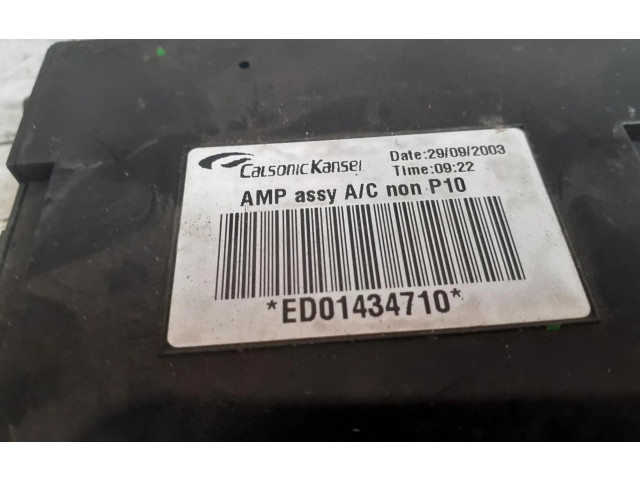 CalsonicKansei Date:29/09/2003
Time:09:22
AMP assy A/C non P10
*ED01434710*